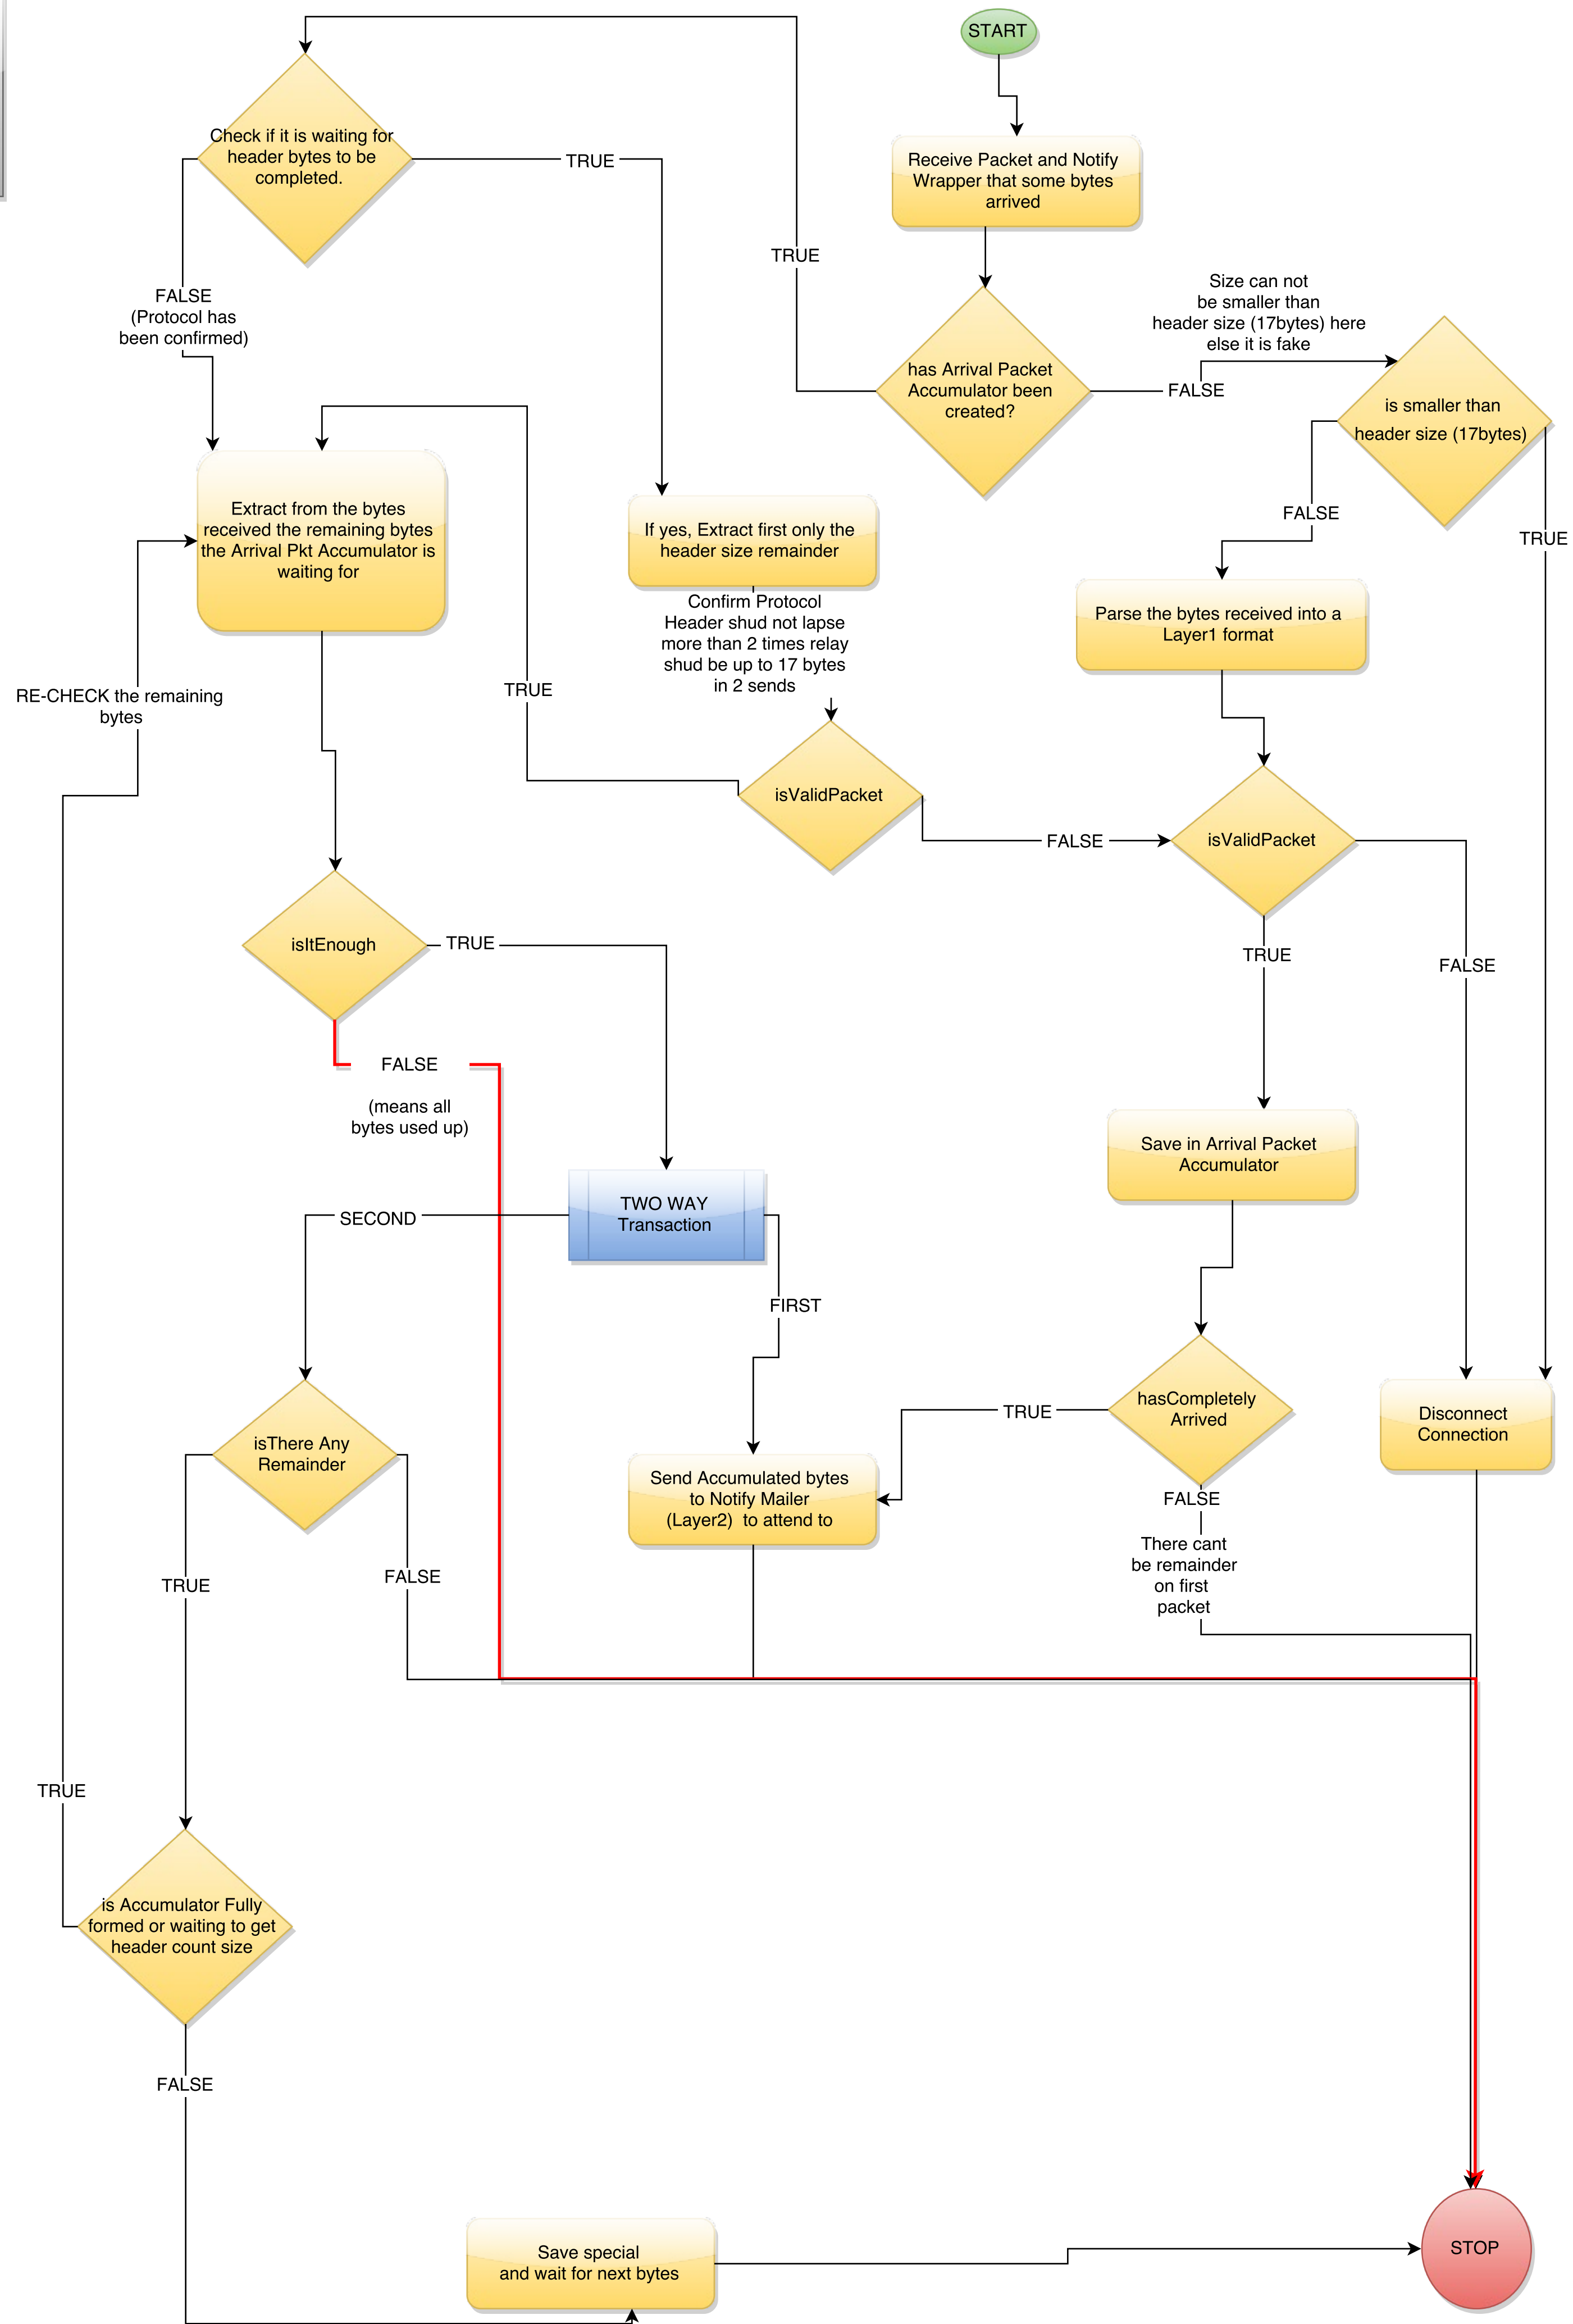 START
Check if it is waiting for
header bytes to be
completed.
TRUE
Receive Packet and Notify
Wrapper that some bytes
arrived
TRUE
FALSE
(Protocol has
been confirmed)
Size can not
be smaller than
header size (17bytes) here
else it is fake
has Arrival Packet
Accumulator been
created?
FALSE
is smaller than
header size (17bytes)
FALSE
TRUE
Extract from the bytes
received the remaining bytes
the Arrival Pkt Accumulator is
waiting for
If yes, Extract first only the
header size remainder
Confirm Protocol
Header shud not lapse
more than 2 times relay
shud be up to 17 bytes
in 2 sends
Parse the bytes received into a
Layer1 format
RE-CHECK the remaining
bytes
TRUE
isValidPacket
FALSE
isValidPacket
isItEnough
TRUE
TRUE
FALSE
FALSE
(means all
bytes used up)
Save in Arrival Packet
Accumulator
TWO WAY
Transaction
SECOND
FIRST
hasCompletely
Arrived
TRUE
Disconnect
Connection
isThere Any
Remainder
Send Accumulated bytes
to Notify Mailer
(Layer2)  to attend to
FALSE
There cant
be remainder
on first
packet
TRUE
FALSE
TRUE
is Accumulator Fully
formed or waiting to get
header count size
FALSE
Save special
and wait for next bytes
STOP